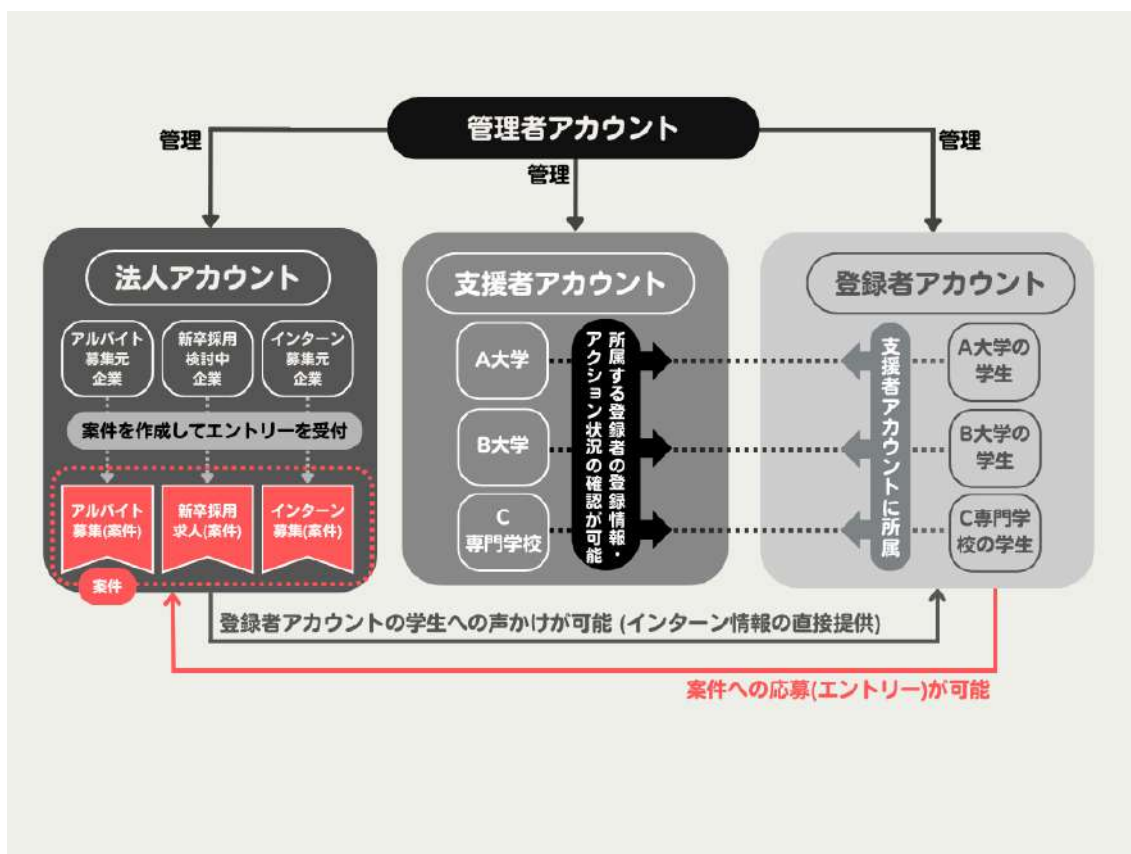 管理者アカウント
管理
管理
管理
法人アカウント
アルバイト
募集元
企業
新卒採用
検討中
企業
インターン
募集元
企業
案件を作成してエントリーを受付
アルバイト
募集(案件)
新卒採用
求人(案件)
インターン
募集(案件)
案件
支援者アカウント
A大学
B大学
C
専門学校
所属する登録者の登録情報・
アクション状況の確認が可能
登録者アカウント
支援者アカウントに所属
A大学の
学生
B大学の
学生
C専門学
校の学生
登録者アカウントの学生への声かけが可能 (インターン情報の直接提供)
案件への応募(エントリー)が可能